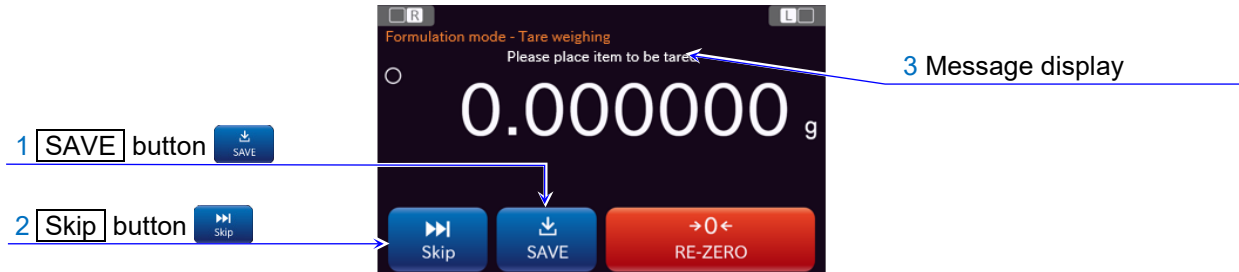 R
L
Formulation mode - Tare weighing
Please place item to be tared
3 Message display
0.000000 g
1 SAVE button SAVE
2 Skip button Skip
Skip
SAVE
→0←
RE-ZERO